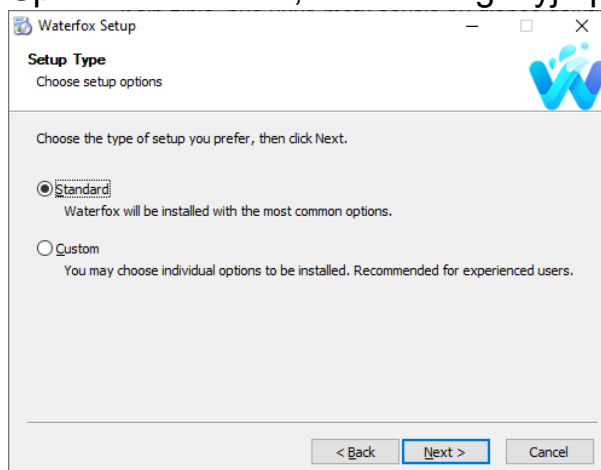 Waterfox Setup
Setup Type
Choose setup options
Choose the type of setup you prefer, then click Next.
Standard
Waterfox will be installed with the most common options.
Custom
You may choose individual options to be installed. Recommended for experienced users.
< Back
Next >
Cancel